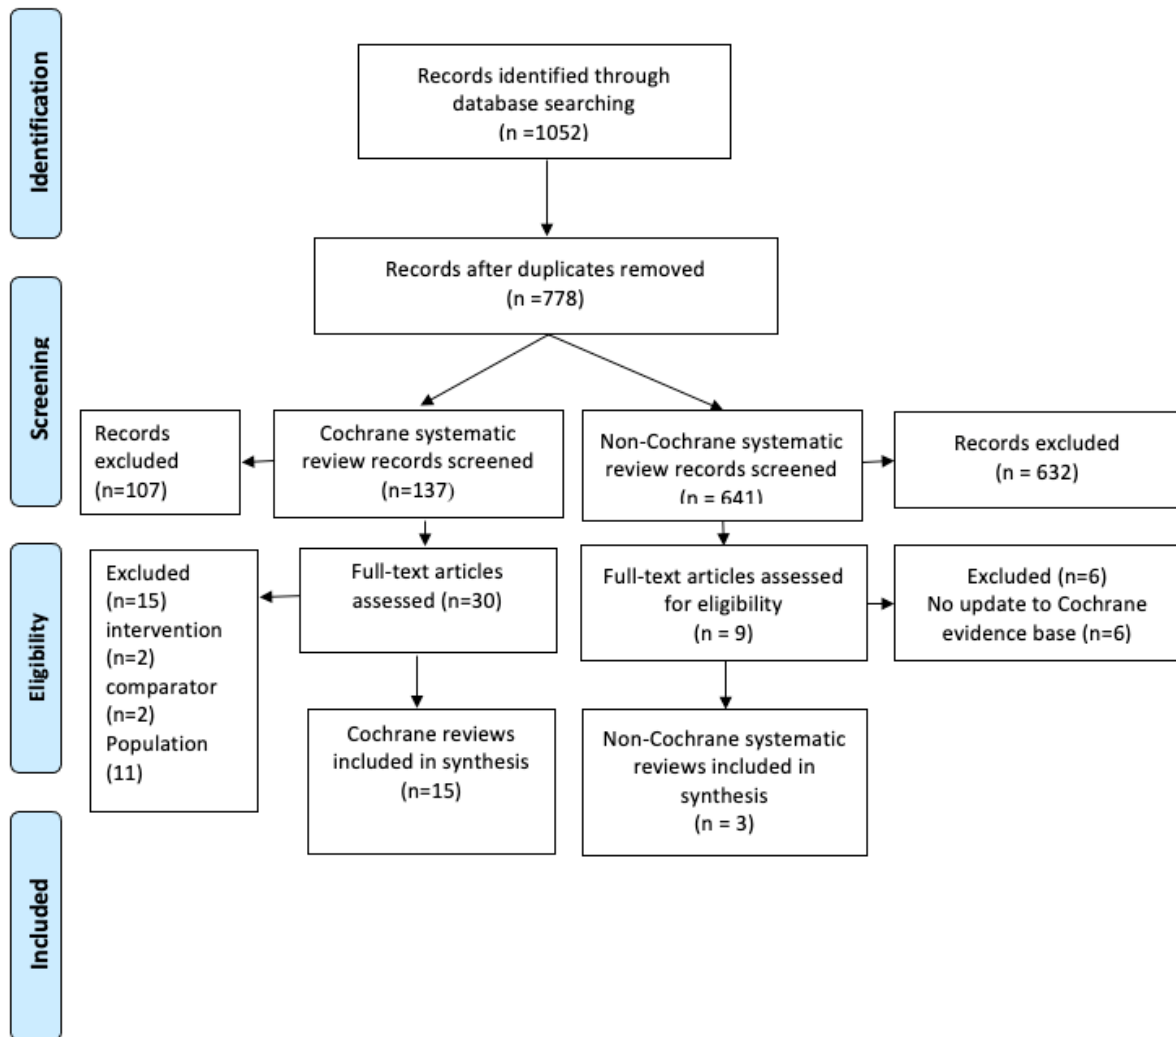 Identification
Records identified through
database searching
(n =1052)
Records after duplicates removed
(n =778)
Screening
Records
excluded
(n=107)
Cochrane systematic
review records screened
(n=137)
Non-Cochrane systematic
review records screened
(n = 641)
Records excluded
(n = 632)
Eligibility
Excluded
(n=15)
intervention
(n=2)
comparator
(n=2)
Population
(11)
Full-text articles
assessed (n=30)
Full-text articles assessed
for eligibility
(n = 9)
Excluded (n=6)
No update to Cochrane
evidence base (n=6)
Cochrane reviews
included in synthesis
(n=15)
Non-Cochrane systematic
reviews included in
synthesis
(n = 3)
Included